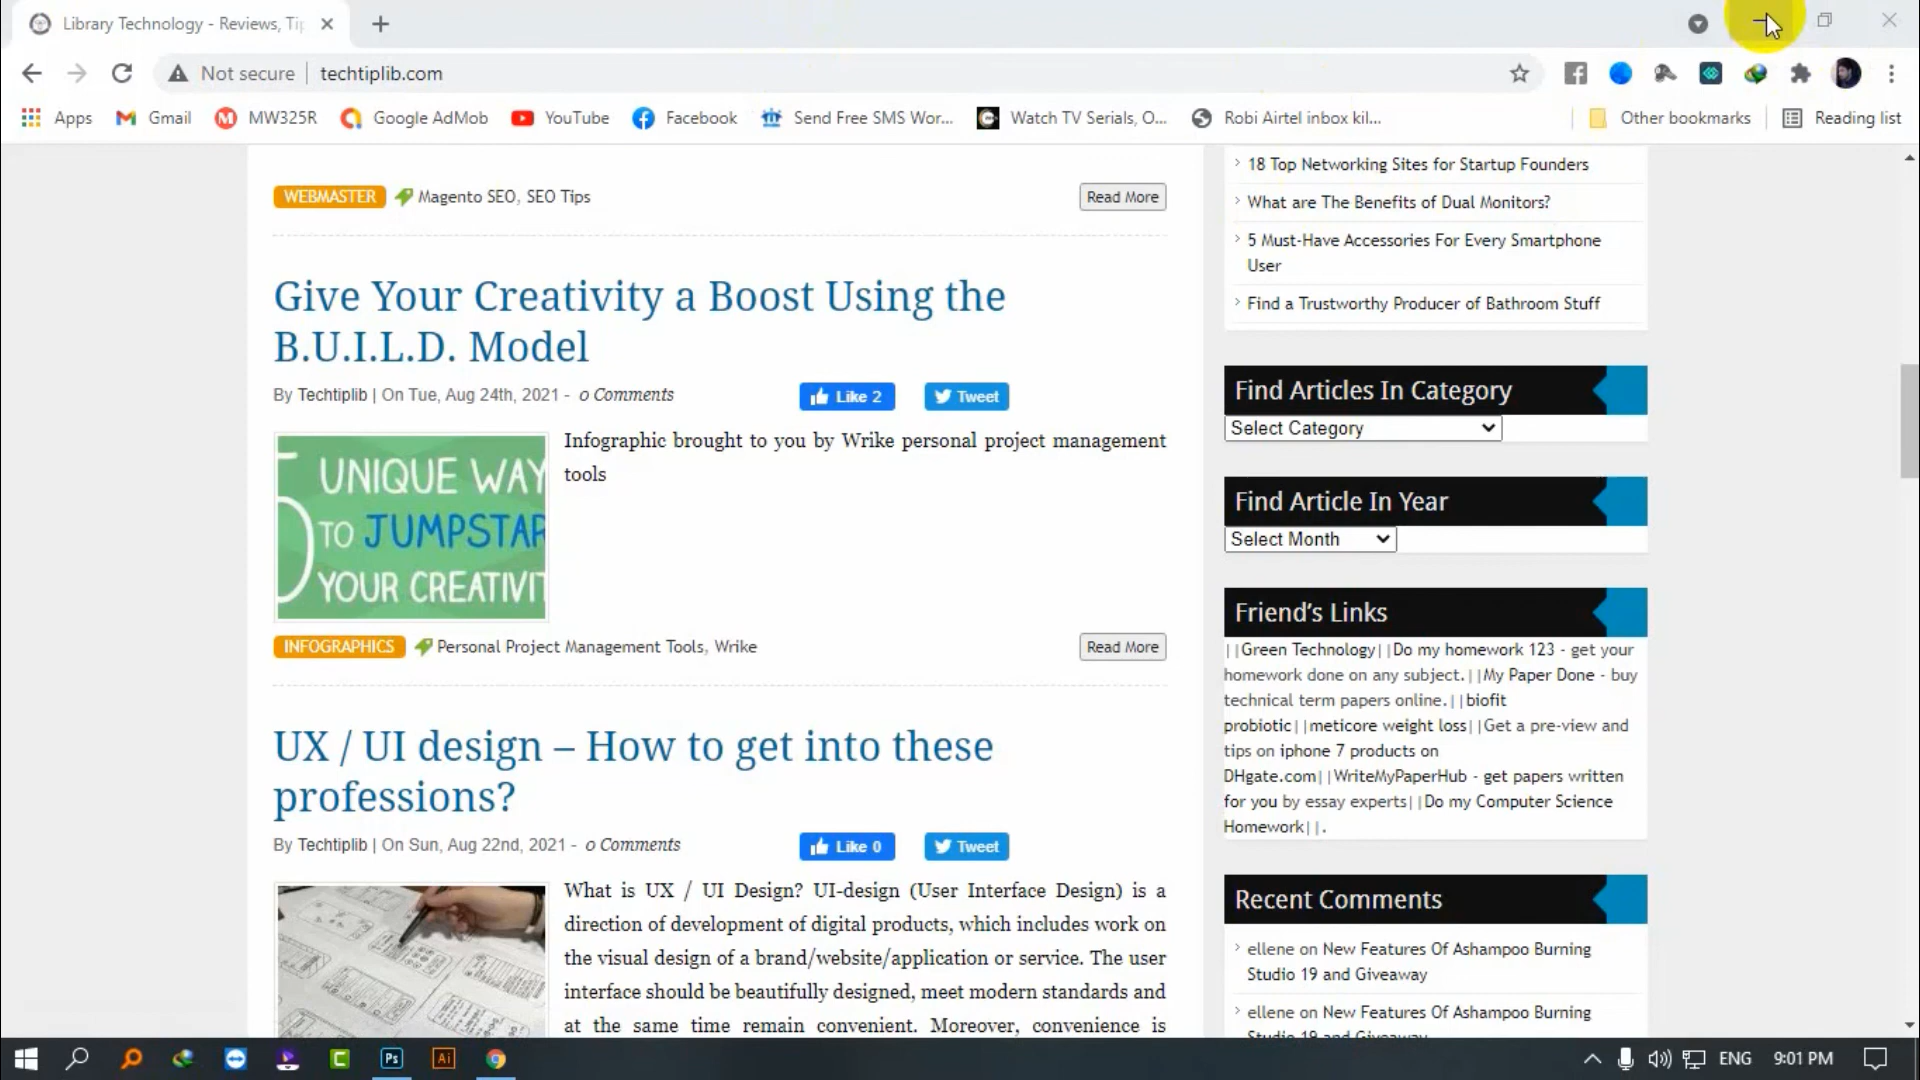 Library Technology - Reviews, Tip
Not secure
techtiplib.com
Apps
Gmail
MW325R
Google AdMob
YouTube
Facebook
Send Free SMS Wor...
Watch TV Serials, O...
Robi Airtel inbox kil...
Other bookmarks
Reading list
WEBMASTER
Magento SEO, SEO Tips
Read More
Give Your Creativity a Boost Using the
B.U.I.L.D. Model
By Techtiplib | On Tue, Aug 24th, 2021 - 0 Comments
Like 2
Tweet
5 UNIQUE WAY
TO JUMPSTAR
YOUR CREATIVIT
Infographic brought to you by Wrike personal project management
tools
INFOGRAPHICS
Personal Project Management Tools, Wrike
Read More
UX / UI design – How to get into these
professions?
By Techtiplib | On Sun, Aug 22nd, 2021 - 0 Comments
Like 0
Tweet
What is UX / UI Design? UI-design (User Interface Design) is a
direction of development of digital products, which includes work on
the visual design of a brand/website/application or service. The user
interface should be beautifully designed, meet modern standards and
at the same time remain convenient. Moreover, convenience is
18 Top Networking Sites for Startup Founders
What are The Benefits of Dual Monitors?
5 Must-Have Accessories For Every Smartphone
User
Find a Trustworthy Producer of Bathroom Stuff
Find Articles In Category
Select Category
Find Article In Year
Select Month
Friend's Links
||Green Technology||Do my homework 123 - get your
homework done on any subject.||My Paper Done - buy
technical term papers online.||biofit
probiotic||meticore weight loss||Get a pre-view and
tips on iphone 7 products on
DHgate.com||WriteMyPaperHub - get papers written
for you by essay experts||Do my Computer Science
Homework||.
Recent Comments
ellene on New Features Of Ashampoo Burning
Studio 19 and Giveaway
ellene on New Features Of Ashampoo Burning
Studio 19 and Giveaway
Ps
Ai
ENG
9:01 PM